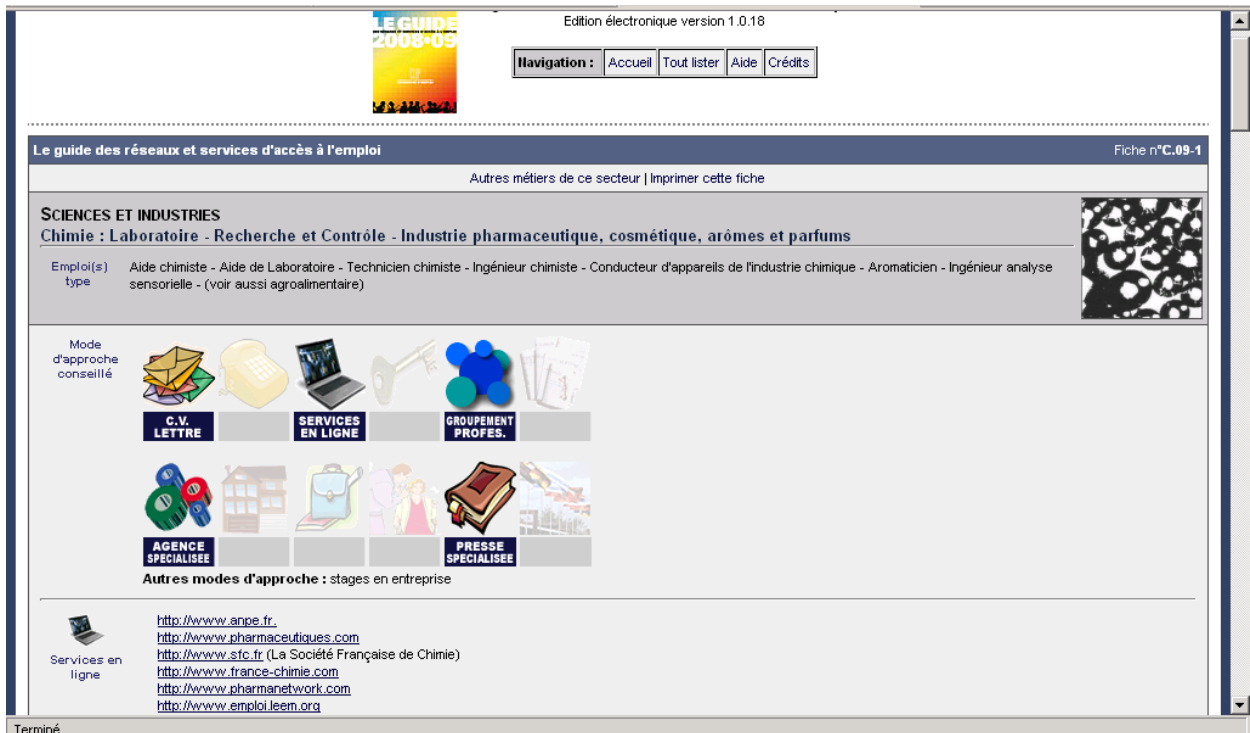 LE GUIDE
2008•09
Edition électronique version 1.0.18
Navigation : Accueil Tout lister Aide Crédits
Le guide des réseaux et services d'accès à l'emploi Fiche n°C.09-1
Autres métiers de ce secteur | Imprimer cette fiche
SCIENCES ET INDUSTRIES
Chimie : Laboratoire - Recherche et Contrôle - Industrie pharmaceutique, cosmétique, arômes et parfums
Emploi(s) type
Aide chimiste - Aide de Laboratoire - Technicien chimiste - Ingénieur chimiste - Conducteur d'appareils de l'industrie chimique - Aromaticien - Ingénieur analyse
sensorielle - (voir aussi agroalimentaire)
Mode
d'approche
conseillé
C.V. LETTRE
SERVICES EN LIGNE
GROUPEMENT PROFES.
AGENCE SPECIALISEE
PRESSE SPECIALISEE
Autres modes d'approche : stages en entreprise
Services en
ligne
http://www.anpe.fr.
http://www.pharmaceutiques.com
http://www.sfc.fr (La Société Française de Chimie)
http://www.france-chimie.com
http://www.pharmanetwork.com
http://www.emploi.leem.org
Terminé